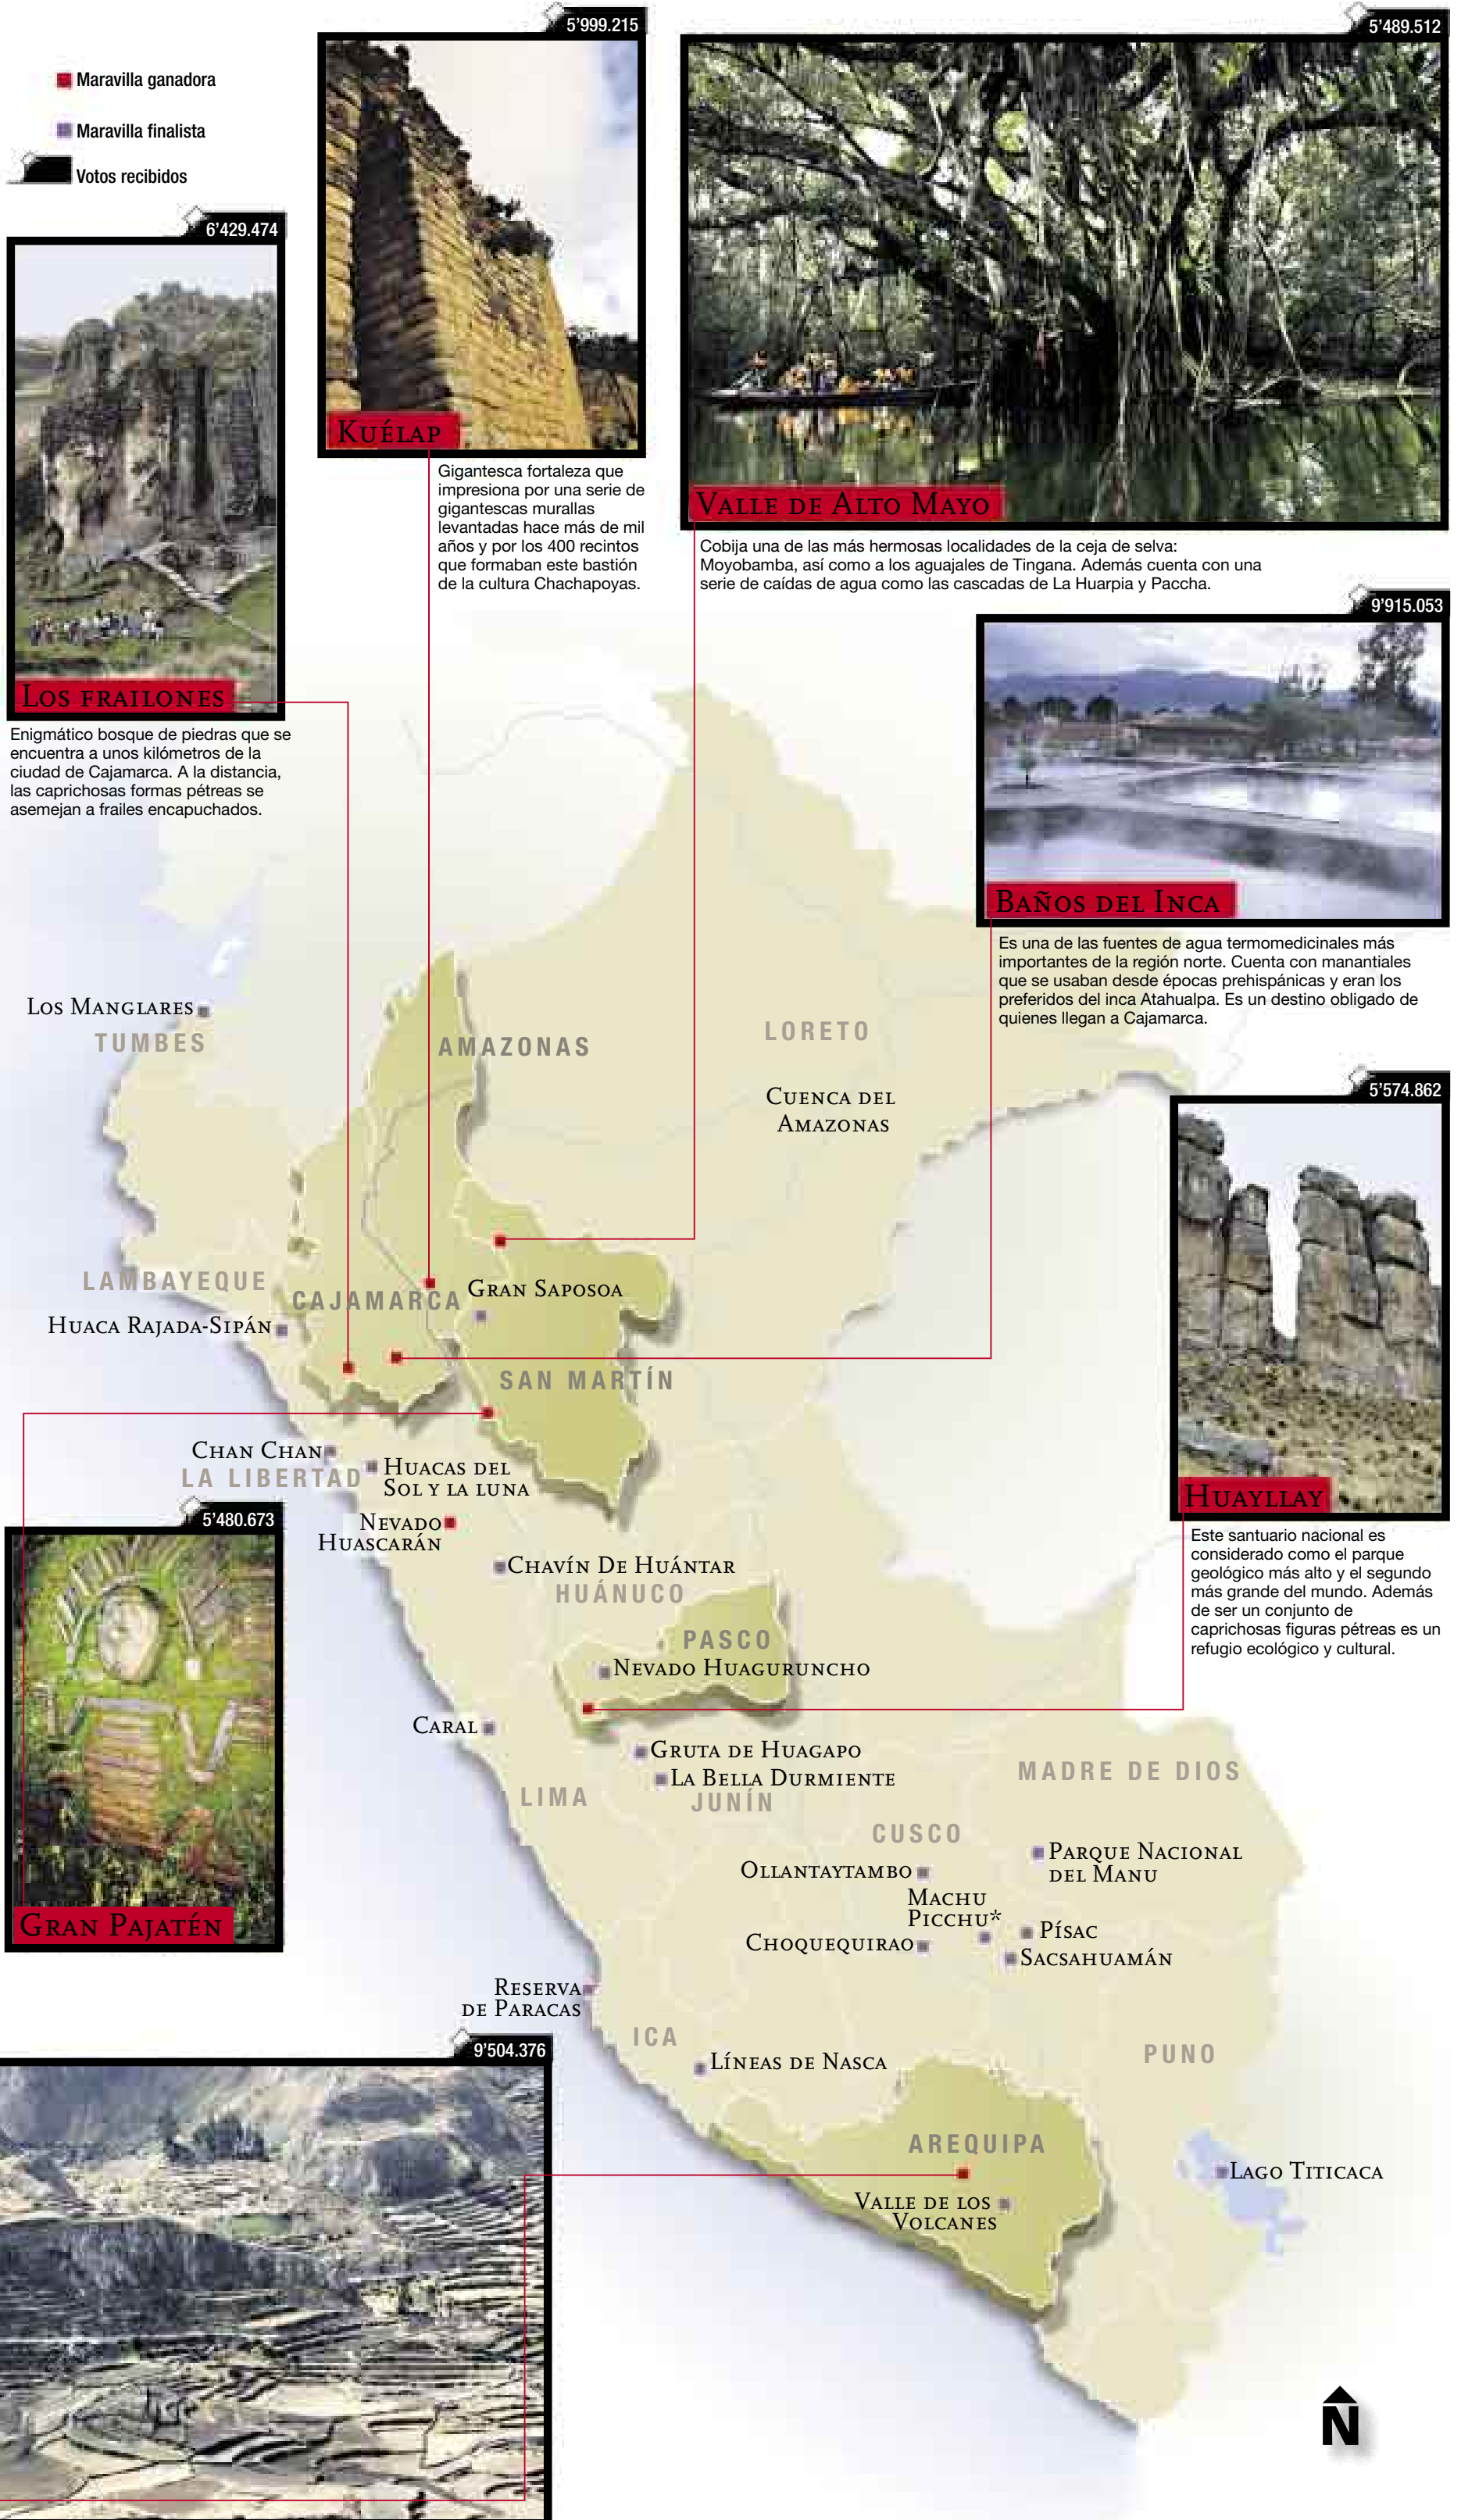 Maravilla ganadora
Maravilla finalista
Votos recibidos
5'999.215
KUÉLAP
Gigantesca fortaleza que
impresiona por una serie de
gigantescas murallas
levantadas hace más de mil
años y por los 400 recintos
que formaban este bastión
de la cultura Chachapoyas.
5'489.512
VALLE DE ALTO MAYO
Cobija una de las más hermosas localidades de la ceja de selva:
Moyobamba, así como a los aguajales de Tingana. Además cuenta con una
serie de caídas de agua como las cascadas de La Huarpia y Paccha.
6'429.474
LOS FRAILONES
Enigmático bosque de piedras que se
encuentra a unos kilómetros de la
ciudad de Cajamarca. A la distancia,
las caprichosas formas pétreas se
asemejan a frailes encapuchados.
9'915.053
BAÑOS DEL INCA
Es una de las fuentes de agua termomedicinales más
importantes de la región norte. Cuenta con manantiales
que se usaban desde épocas prehispánicas y eran los
preferidos del inca Atahualpa. Es un destino obligado de
quienes llegan a Cajamarca.
LOS MANGLARES
TUMBES
AMAZONAS
LORETO
CUENCA DEL
AMAZONAS
5'574.862
HUAYLLAY
Este santuario nacional es
considerado como el parque
geológico más alto y el segundo
más grande del mundo. Además
de ser un conjunto de
caprichosas figuras pétreas es un
refugio ecológico y cultural.
LAMBAYEQUE
CAJAMARCA
GRAN SAPOSOA
HUACA RAJADA-SIPÁN
SAN MARTÍN
CHAN CHAN
LA LIBERTAD
HUACAS DEL
SOL Y LA LUNA
NEVADO
HUASCARÁN
CHAVÍN DE HUÁNTAR
HUÁNUCO
5'480.673
GRAN PAJATÉN
PASCO
NEVADO HUAGURUNCHO
CARAL
GRUTA DE HUAGAPO
LA BELLA DURMIENTE
LIMA
JUNÍN
MADRE DE DIOS
CUSCO
PARQUE NACIONAL
DEL MANU
OLLANTAYTAMBO
MACHU
PICCHU*
PÍSAC
CHOQUEQUIRAO
SACSAHUAMÁN
RESERVA
DE PARACAS
ICA
LÍNEAS DE NASCA
PUNO
9'504.376
AREQUIPA
LAGO TITICACA
VALLE DE LOS
VOLCANES
N